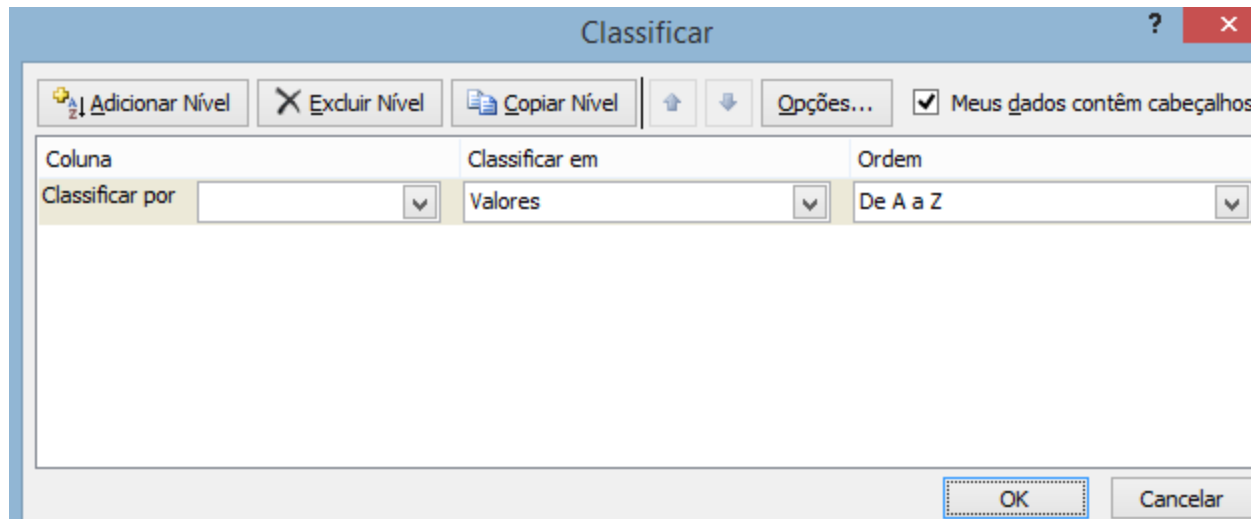 Classificar
?
Adicionar Nível Excluir Nível Copiar Nível Opções... Meus dados contêm cabeçalhos
Coluna Classificar em Ordem
Classificar por Valores De A a Z
OK Cancelar